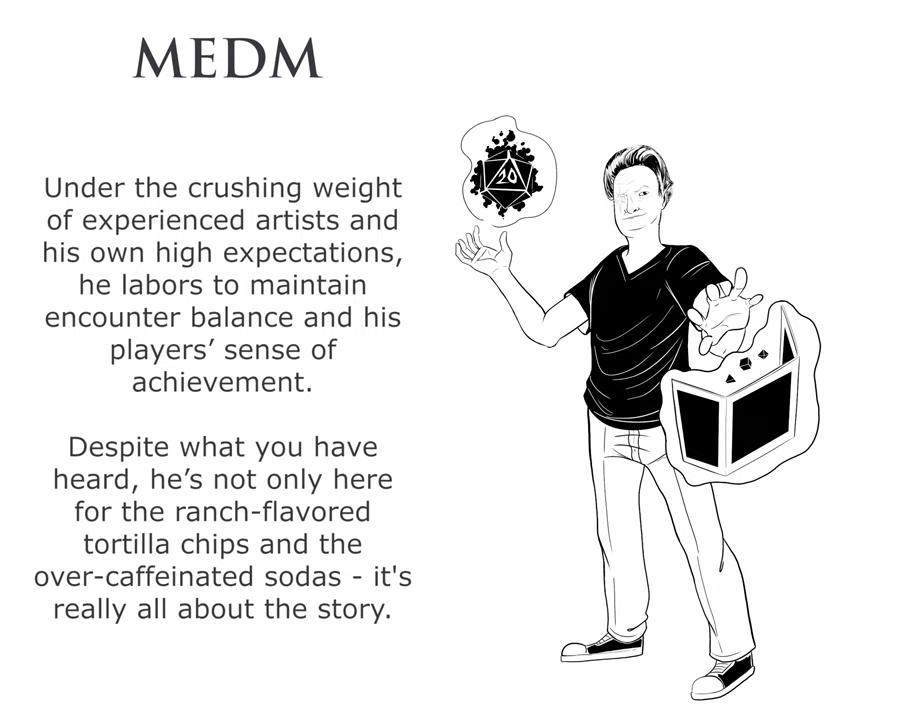 MEDM
Under the crushing weight
of experienced artists and
his own high expectations,
he labors to maintain
encounter balance and his
players’ sense of
achievement.
Despite what you have
heard, he’s not only here
for the ranch-flavored
tortilla chips and the
over-caffeinated sodas - it's
really all about the story.
20